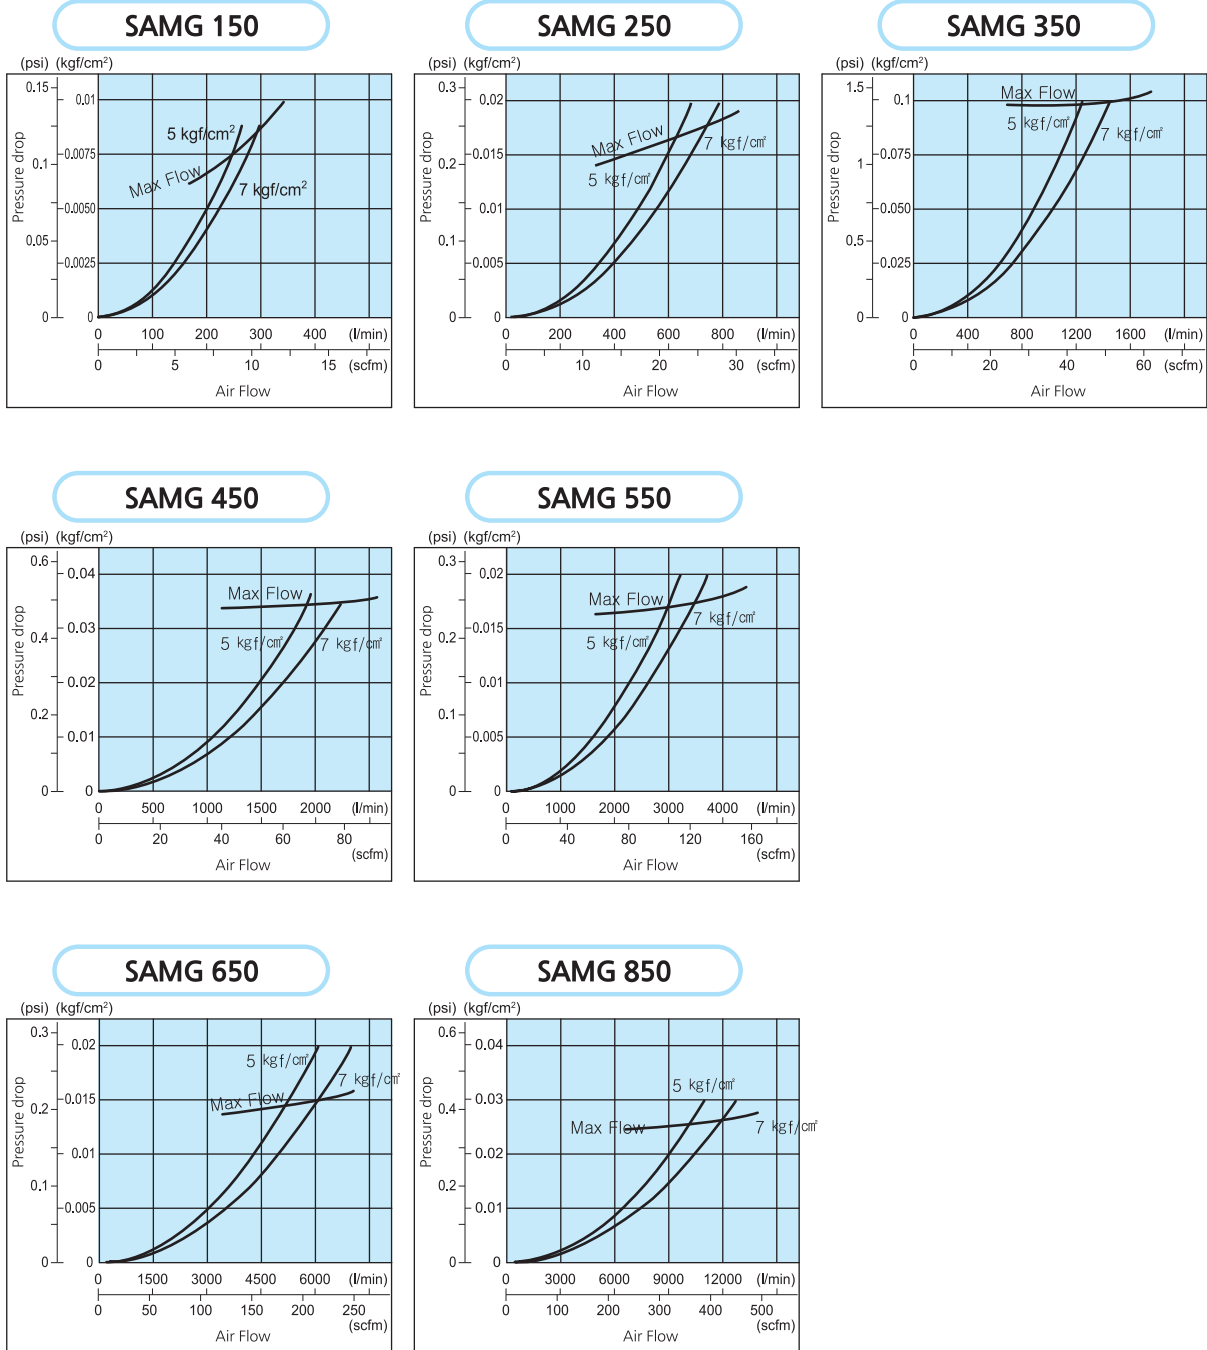 SAMG 150
(psi) (kgf/cm²)
0.15
0.01
5 kgf/cm²
0.1
0.0075
Max Flow
7 kgf/cm²
Pressure drop
0.0050
0.05
0.0025
0
0
0 100 200 300 400 (l/min)
0 5 10 15 (scfm)
Air Flow
SAMG 250
(psi) (kgf/cm²)
0.3
0.02
Max Flow
7 kgf/cm²
0.2
0.015
5 kgf/cm²
Pressure drop
0.01
0.1
0.005
0
0
0 200 400 600 800 (l/min)
0 10 20 30 (scfm)
Air Flow
SAMG 350
(psi) (kgf/cm²)
1.5
0.1
Max Flow
5 kgf/cm²
7 kgf/cm²
1
0.075
Pressure drop
0.050
0.5
0.025
0
0
0 400 800 1200 1600 (l/min)
0 20 40 60 (scfm)
Air Flow
SAMG 450
(psi) (kgf/cm²)
0.6
0.04
Max Flow
0.4
0.03
5 kgf/cm²
7 kgf/cm²
Pressure drop
0.02
0.2
0.01
0
0
0 500 1000 1500 2000 (l/min)
0 20 40 60 80
(scfm)
Air Flow
SAMG 550
(psi) (kgf/cm²)
0.3
0.02
Max Flow
7 kgf/cm²
0.2
0.015
5 kgf/cm²
Pressure drop
0.01
0.1
0.005
0
0
0 1000 2000 3000 4000 (l/min)
0 40 80 120 160
(scfm)
Air Flow
SAMG 650
(psi) (kgf/cm²)
0.3
0.02
5 kgf/cm²
7 kgf/cm²
0.2
0.015
Max Flow
Pressure drop
0.01
0.1
0.005
0
0
0 1500 3000 4500 6000 (l/min)
0 50 100 150 200 250
(scfm)
Air Flow
SAMG 850
(psi) (kgf/cm²)
0.6
0.04
5 kgf/cm²
0.4
0.03
Max Flow
7 kgf/cm²
Pressure drop
0.02
0.2
0.01
0
0
0 3000 6000 9000 12000 (l/min)
0 100 200 300 400 500
(scfm)
Air Flow